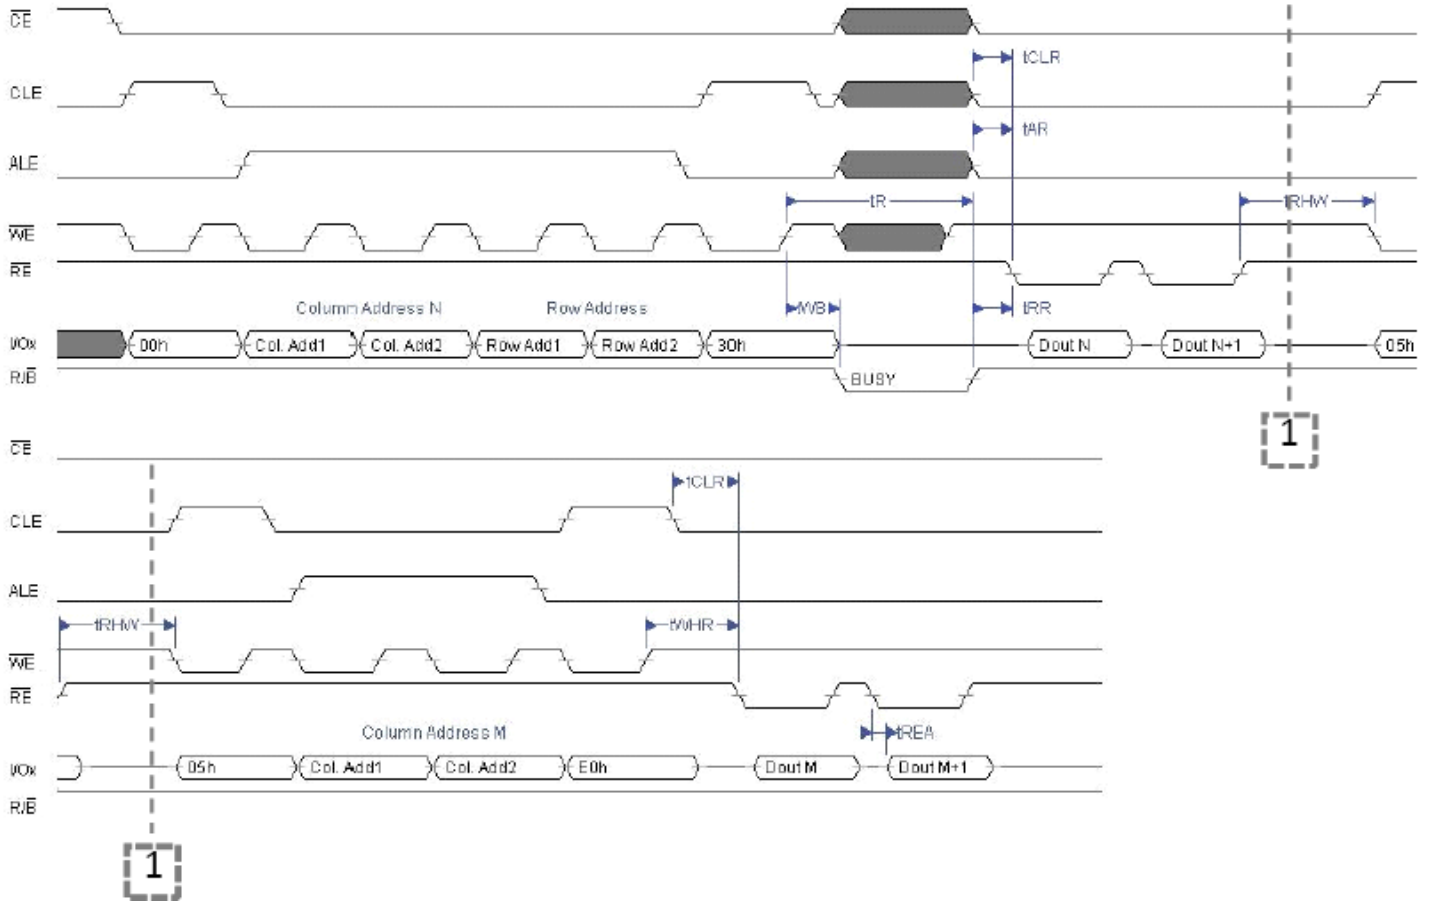 CE
tCLR
CLE
tAR
ALE
tR
tRHW
WE
RE
Column Address N Row Address tWB tRR
I/Ox 00h Col. Add1 Col. Add2 Row Add1 Row Add2 30h Dout N Dout N+1 05h
R/B BUSY
1
CE
tCLR
CLE
ALE
tRHW tWHR
WE
RE
Column Address M tREA
I/Ox 05h Col. Add1 Col. Add2 E0h Dout M Dout M+1
R/B
1